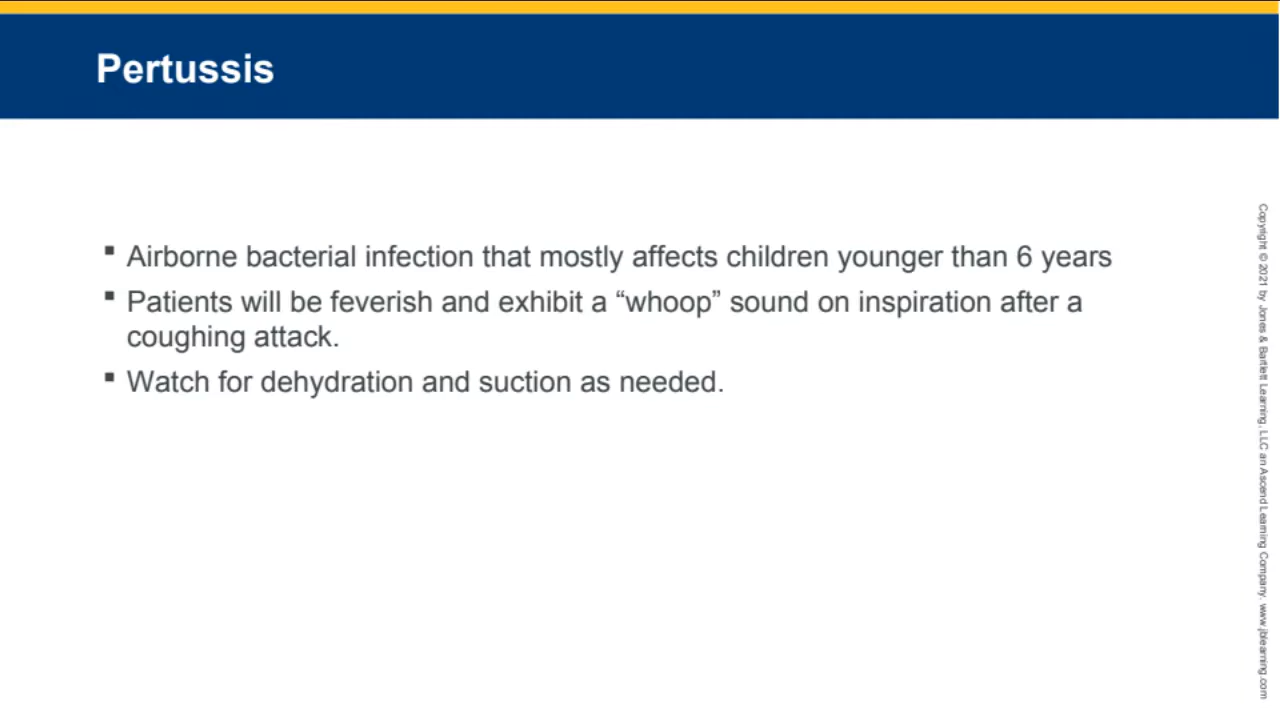 Pertussis
▪ Airborne bacterial infection that mostly affects children younger than 6 years
▪ Patients will be feverish and exhibit a “whoop” sound on inspiration after a
coughing attack.
▪ Watch for dehydration and suction as needed.
Copyright © 2021 by Jones & Bartlett Learning, LLC an Ascend Learning Company. www.jblearning.com